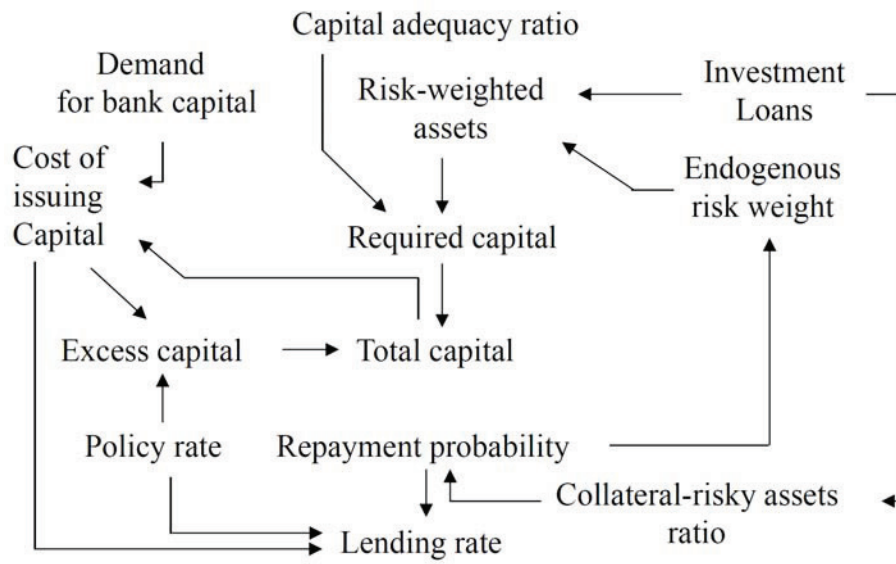 Capital adequacy ratio
Demand
for bank capital
Risk-weighted
assets
Investment
Loans
Cost of
issuing
Capital
Endogenous
risk weight
Required capital
Excess capital
Total capital
Policy rate
Repayment probability
Collateral-risky assets
ratio
Lending rate